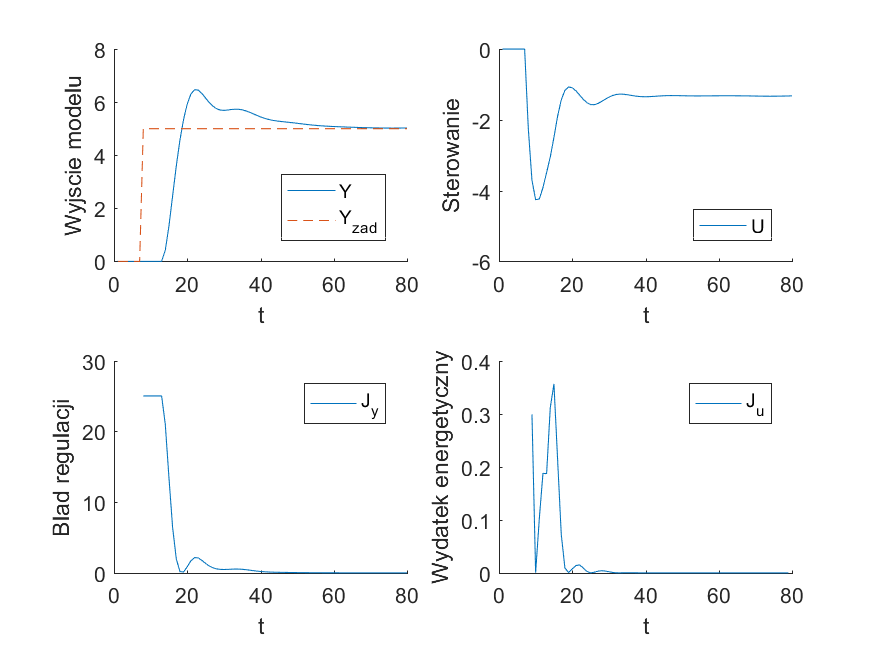 8
6
4
2
0
0 20 40 60 80
Wyjscie modelu
t
Y
Y_zad
0
-2
-4
-6
0 20 40 60 80
Sterowanie
t
U
30
20
10
0
0 20 40 60 80
Blad regulacji
t
J_y
0.4
0.3
0.2
0.1
0
0 20 40 60 80
Wydatek energetyczny
t
J_u